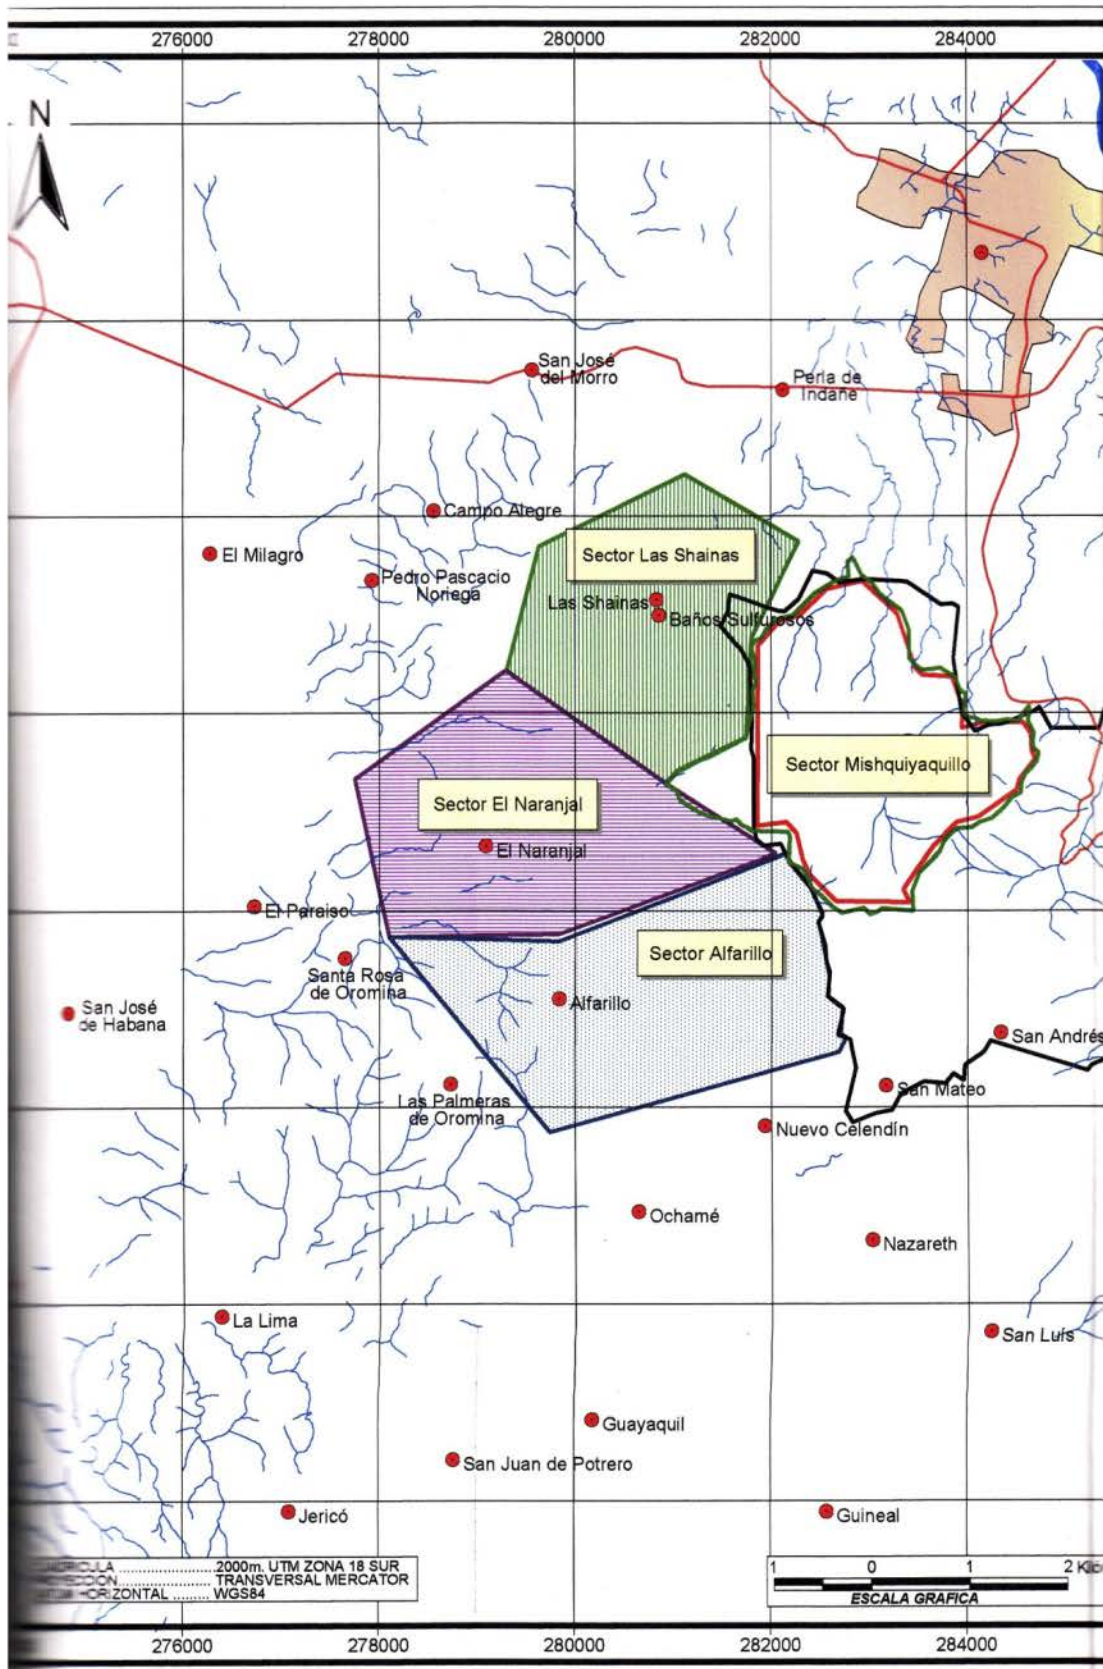 276000 278000 280000 282000 284000
N
San José
del Morro
Perla de
Indañe
Campo Alegre
El Milagro
Sector Las Shainas
Pedro Pascacio
Noriega
Las Shainas
Baños Sulfurosos
Sector Mishquiyaquillo
Sector El Naranjal
El Naranjal
El Paraiso
Sector Alfarillo
Santa Rosa
de Oromina
San José
de Habana
Alfarillo
San Andrés
San Mateo
Las Palmeras
de Oromina
Nuevo Celendín
Ochamé
Nazareth
La Lima
San Luís
Guayaquil
San Juan de Potrero
Jericó
Guineal
2000m. UTM ZONA 18 SUR
TRANSVERSAL MERCATOR
HORIZONTAL ......... WGS84
1 0 1 2
ESCALA GRAFICA
276000 278000 280000 282000 284000